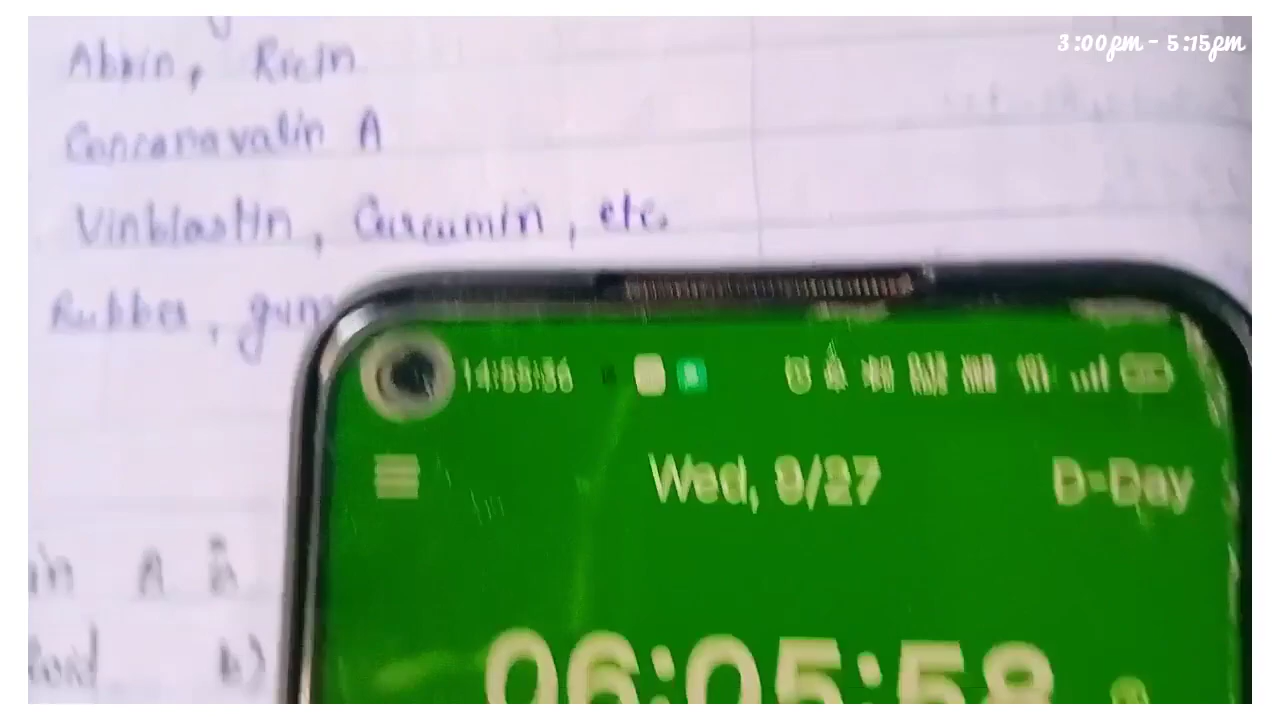 3:00pm - 5:15pm
Abrin, Ricin
Concanavalin A
Vinblastin, Curcumin, etc.
Rubber, gum
Wed, 9/27
D-Day
06:05:58
in A
b)